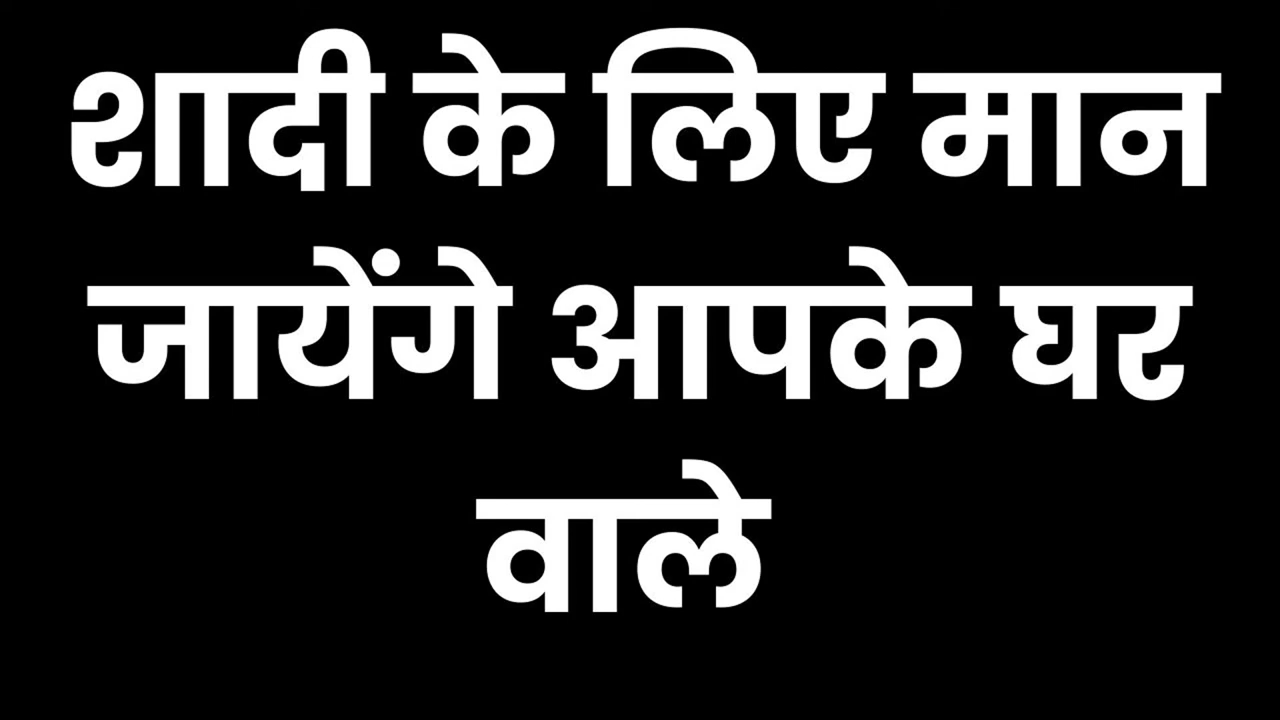 शादी के लिए मान
जायेंगे आपके घर
वाले